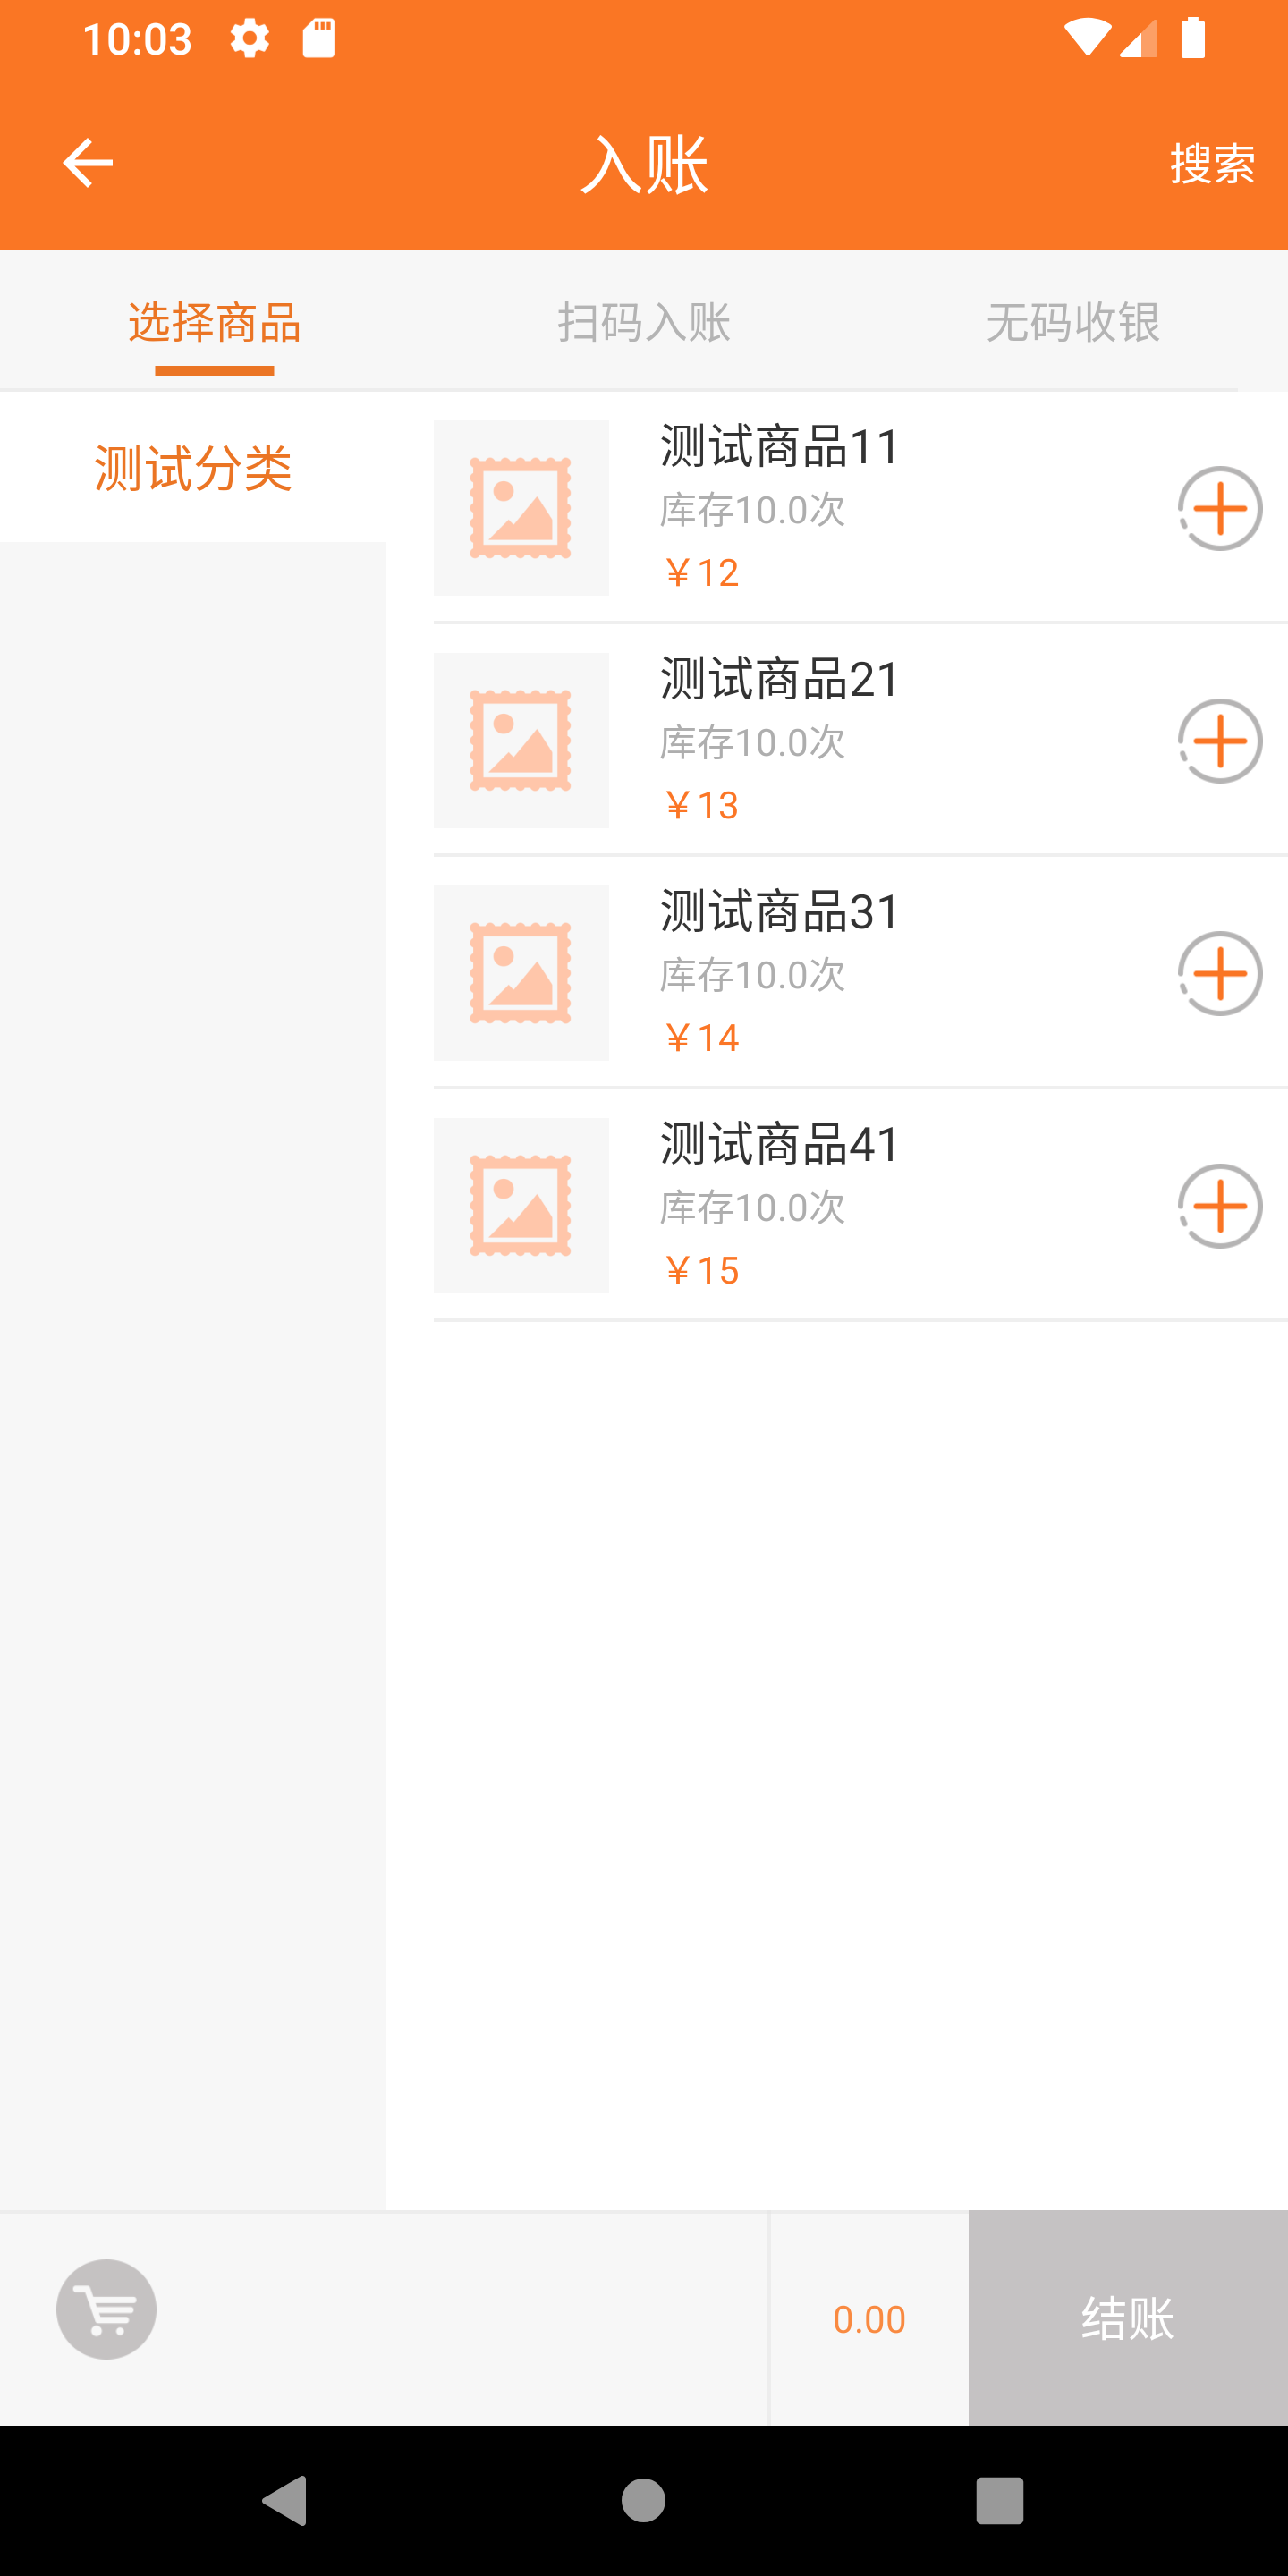 10:03
入账
搜索
选择商品
扫码入账
无码收银
测试分类
测试商品11
库存10.0次
￥12
测试商品21
库存10.0次
￥13
测试商品31
库存10.0次
￥14
测试商品41
库存10.0次
￥15
0.00
结账